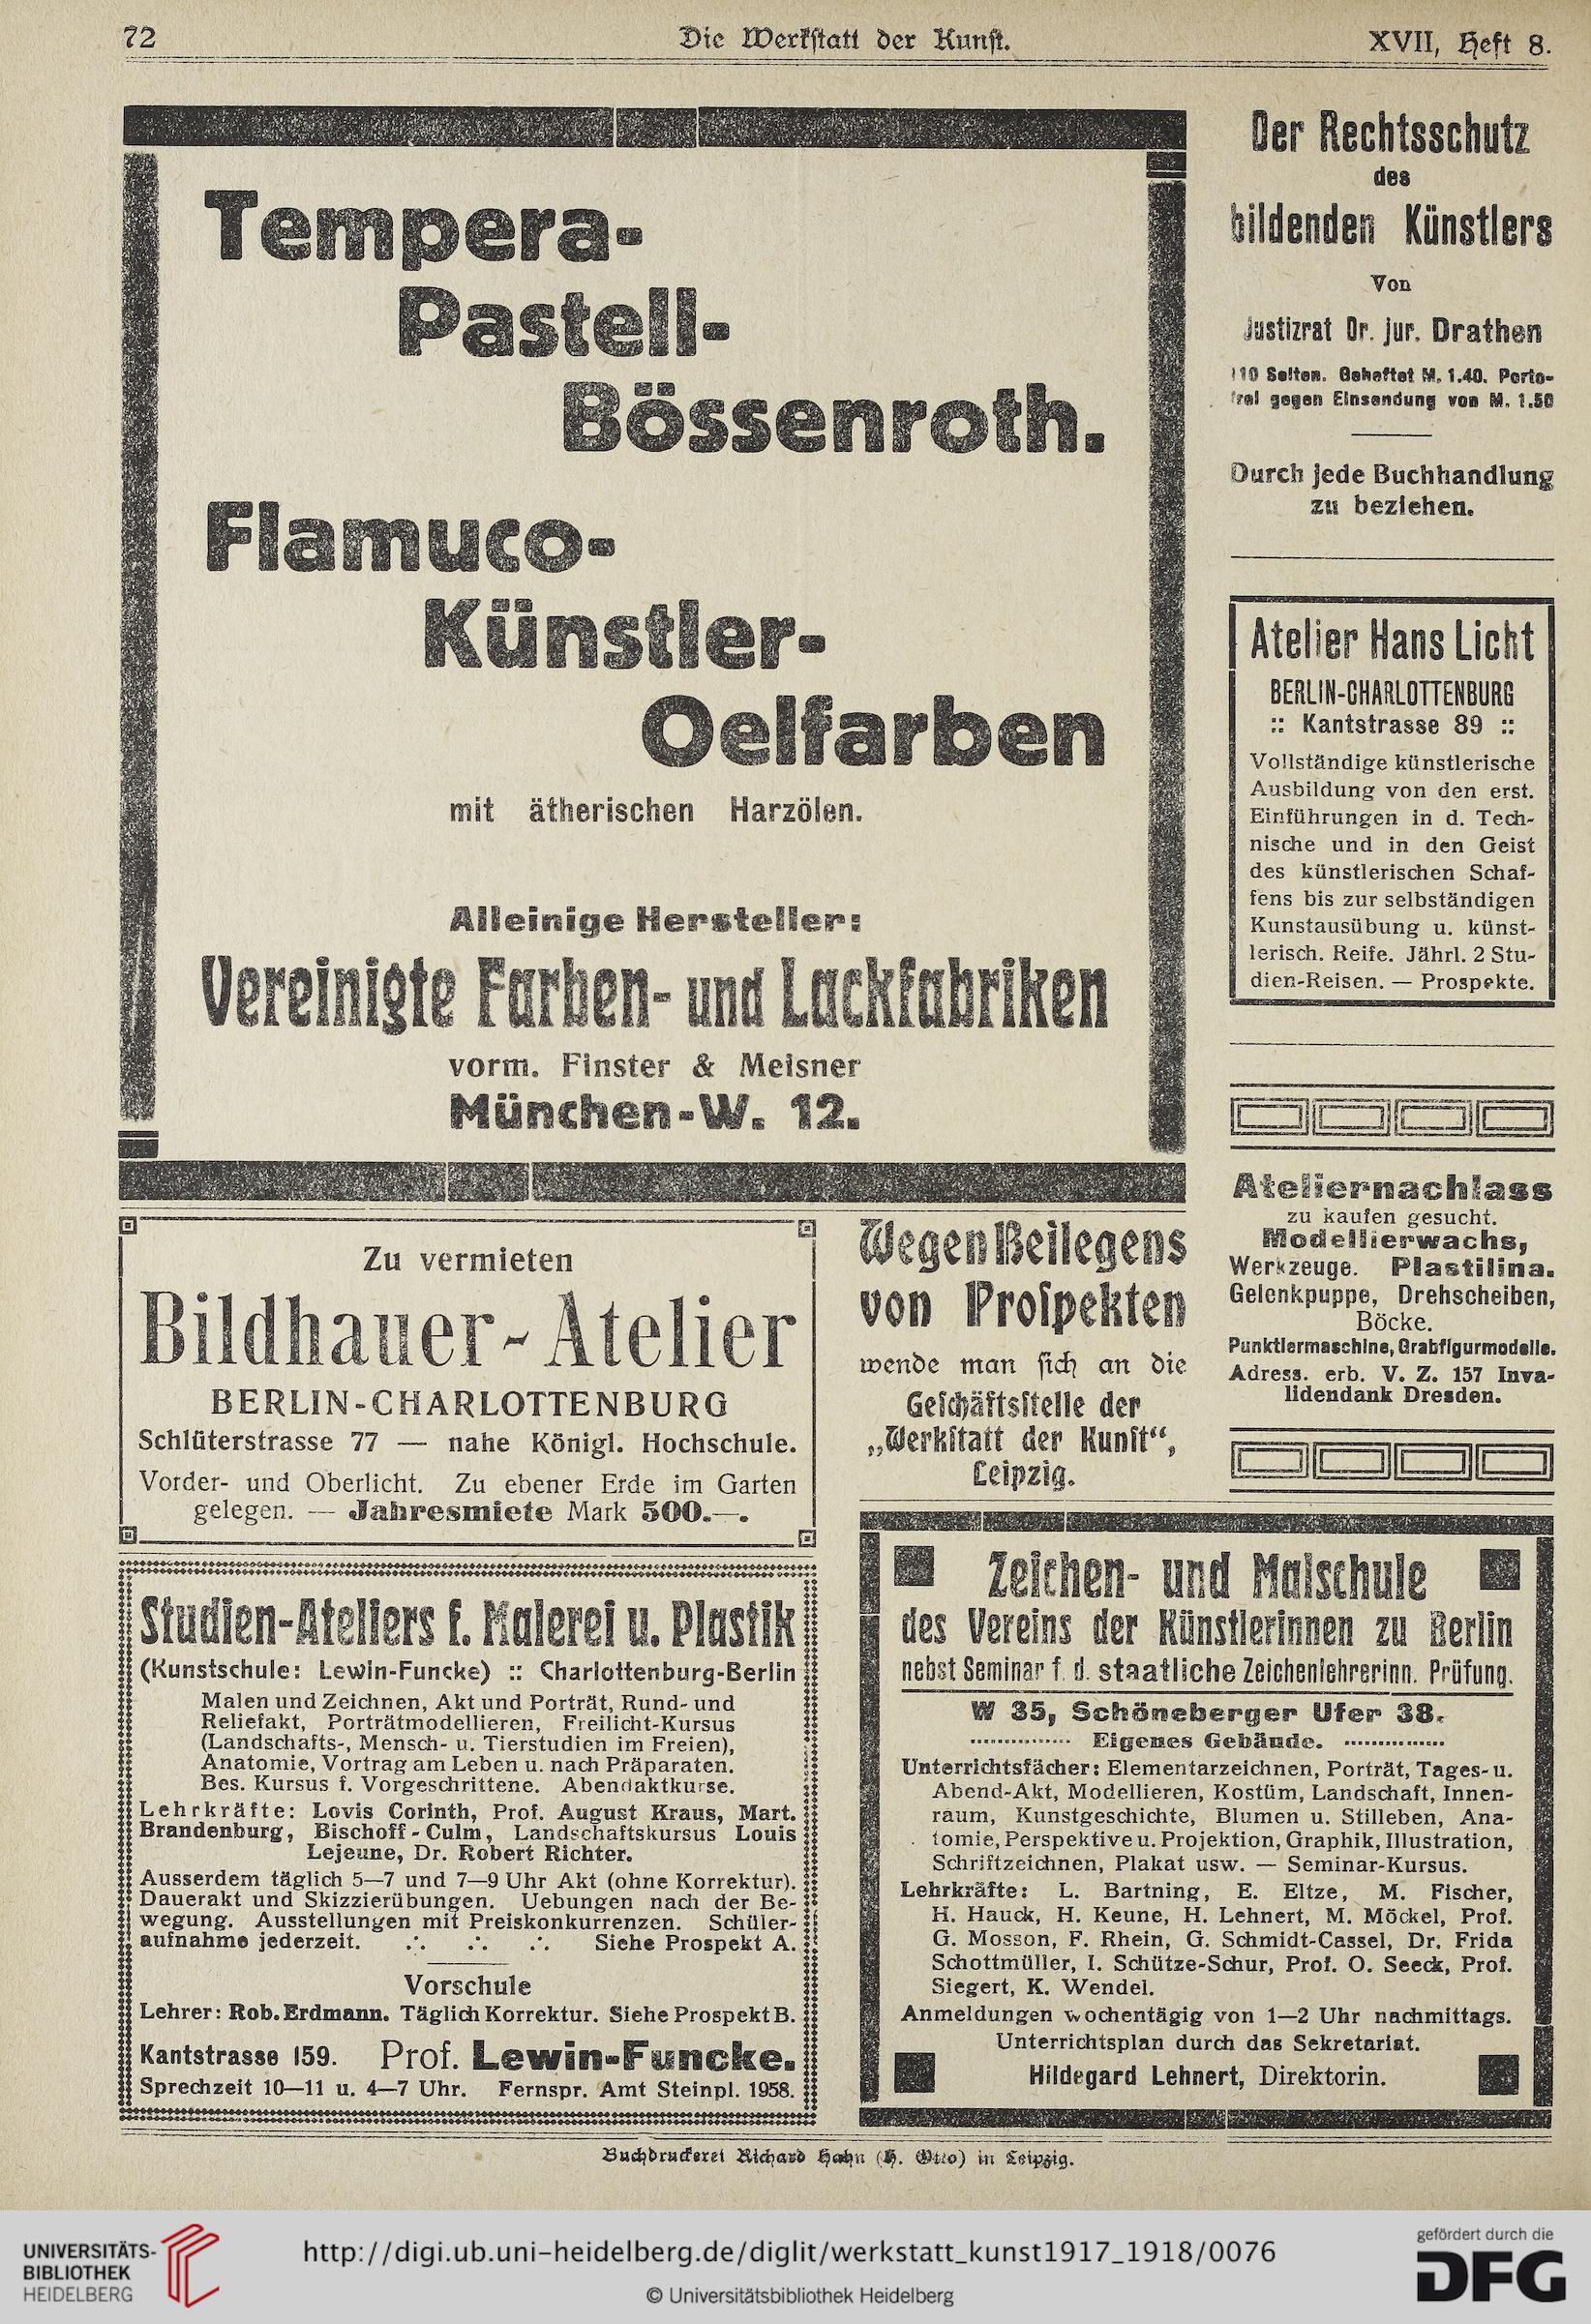 72
Die Werkstatt der Kunst.
XVII, Heft 8.
Tempera-
Pastell-
Bössenroth.
Flamuco-
Künstler-
Oelfarben
mit ätherischen Harzölen.
Alleinige Hersteller:
Vereinigte Farben- und Lackfabriken
vorm. Finster & Meisner
München-W. 12.
Der Rechtsschutz
des
bildenden Künstlers
Von
Justizrat Dr. jur. Drathen
110 Seiten. Geheftet M. 1.40. Porto-
frei gegen Einsendung von M. 1.50
Durch jede Buchhandlung
zu beziehen.
Atelier Hans Licht
BERLIN-CHARLOTTENBURG
:: Kantstrasse 89 ::
Vollständige künstlerische
Ausbildung von den erst.
Einführungen in d. Tech-
nische und in den Geist
des künstlerischen Schaf-
fens bis zur selbständigen
Kunstausübung u. künst-
lerisch. Reife. Jährl. 2 Stu-
dien-Reisen. — Prospekte.
Ateliernachlass
zu kaufen gesucht.
Modellierwachs,
Werkzeuge. Plastilina.
Gelenkpuppe, Drehscheiben,
Böcke.
Punktiermaschine, Grabfigurmodelle.
Adress. erb. V. Z. 157 Inva-
lidendank Dresden.
Zu vermieten
Bildhauer-Atelier
BERLIN-CHARLOTTENBURG
Schlüterstrasse 77 — nahe Königl. Hochschule.
Vorder- und Oberlicht. Zu ebener Erde im Garten
gelegen. — Jahresmiete Mark 500.—.
Wegen Beilegens
von Prospekten
wende man sich an die
Geschäftsstelle der
„Werkstatt der Kunst“,
Leipzig.
Studien-Ateliers f. Malerei u. Plastik
(Kunstschule: Lewin-Funcke) :: Charlottenburg-Berlin
Malen und Zeichnen, Akt und Porträt, Rund- und
Reliefakt, Porträtmodellieren, Freilicht-Kursus
(Landschafts-, Mensch- u. Tierstudien im Freien),
Anatomie, Vortrag am Leben u. nach Präparaten.
Bes. Kursus f. Vorgeschrittene. Abendaktkurse.
Lehrkräfte: Lovis Corinth, Prof. August Kraus, Mart.
Brandenburg, Bischoff-Culm, Landschaftskursus Louis
Lejeune, Dr. Robert Richter.
Ausserdem täglich 5—7 und 7—9 Uhr Akt (ohne Korrektur).
Dauerakt und Skizzierübungen. Uebungen nach der Be-
wegung. Ausstellungen mit Preiskonkurrenzen. Schüler-
aufnahme jederzeit. ∴ ∴ ∴ Siehe Prospekt A.
Vorschule
Lehrer: Rob. Erdmann. Täglich Korrektur. Siehe Prospekt B.
Kantstrasse 159. Prof. Lewin-Funcke.
Sprechzeit 10—11 u. 4—7 Uhr. Fernspr. Amt Steinpl. 1958.
Zeichen- und Malschule
des Vereins der Künstlerinnen zu Berlin
nebst Seminar f. d. staatliche Zeichenlehrerinn. Prüfung.
W 35, Schöneberger Ufer 38.
Eigenes Gebäude.
Unterrichtsfächer: Elementarzeichnen, Porträt, Tages- u.
Abend-Akt, Modellieren, Kostüm, Landschaft, Innen-
raum, Kunstgeschichte, Blumen u. Stilleben, Ana-
tomie, Perspektive u. Projektion, Graphik, Illustration,
Schriftzeichnen, Plakat usw. — Seminar-Kursus.
Lehrkräfte: L. Bartning, E. Eltze, M. Fischer,
H. Hauck, H. Keune, H. Lehnert, M. Möckel, Prof.
G. Mosson, F. Rhein, G. Schmidt-Cassel, Dr. Frida
Schottmüller, I. Schütze-Schur, Prof. O. Seeck, Prof.
Siegert, K. Wendel.
Anmeldungen wochentägig von 1—2 Uhr nachmittags.
Unterrichtsplan durch das Sekretariat.
Hildegard Lehnert, Direktorin.
Buchdruckerei Richard Hahn (H. Otto) in Leipzig.
UNIVERSITÄTS-
BIBLIOTHEK
HEIDELBERG
http://digi.ub.uni-heidelberg.de/diglit/werkstatt_kunst1917_1918/0076
© Universitätsbibliothek Heidelberg
gefördert durch die
DFG